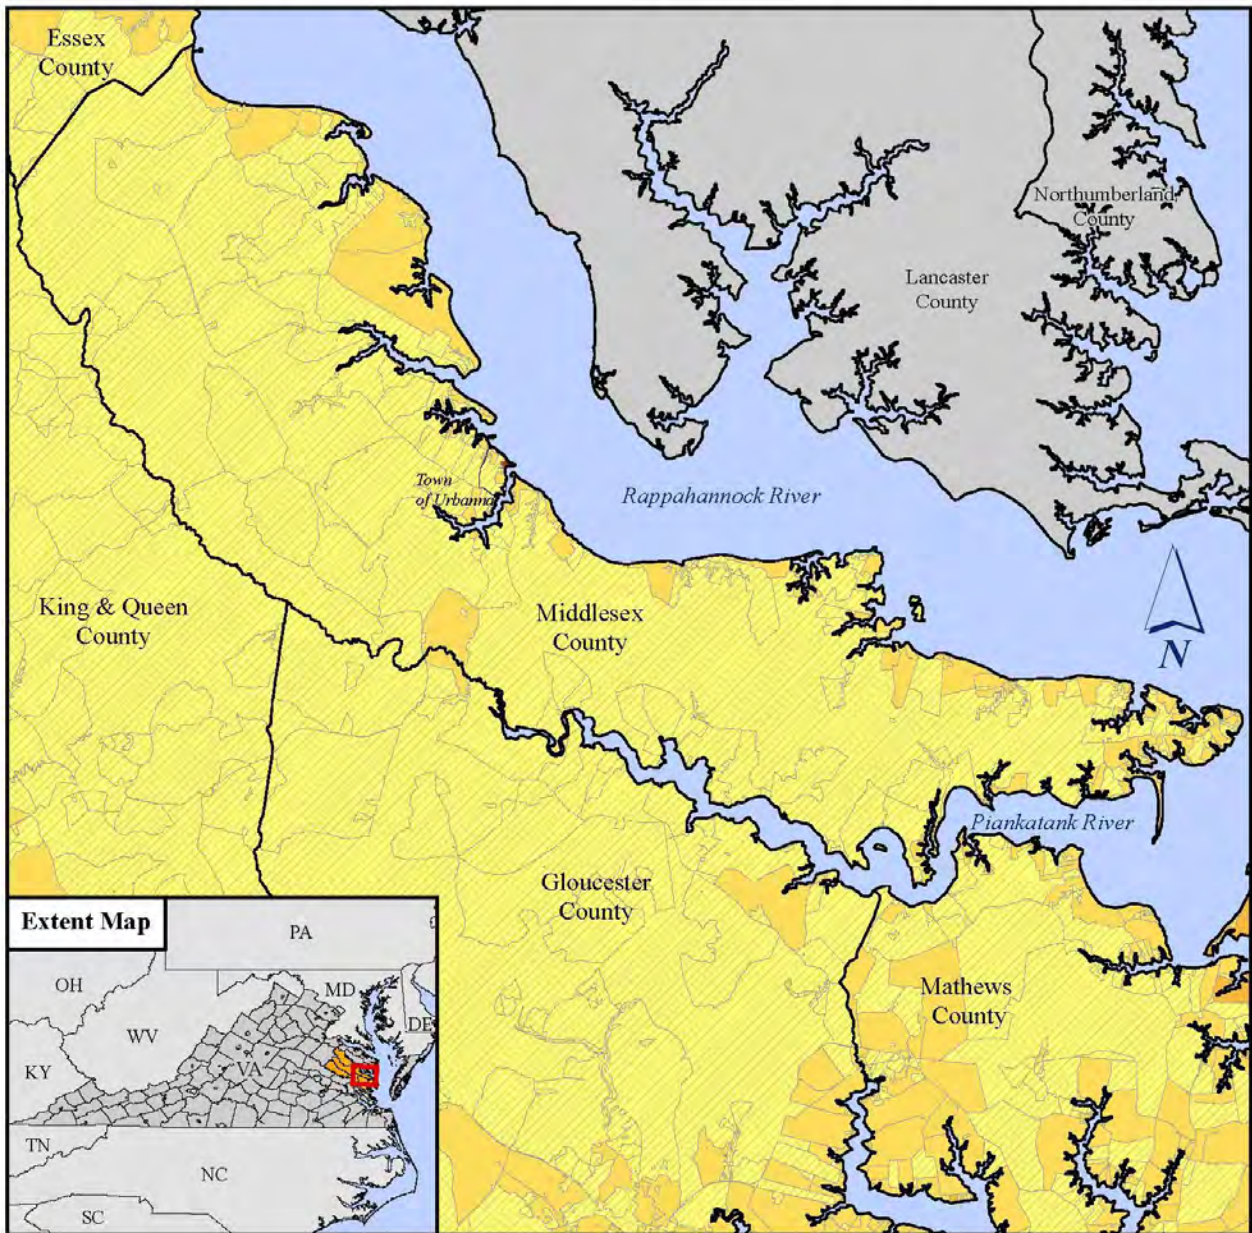 Essex
County
Northumberland
County
Lancaster
County
Town
of Urbanna
Rappahannock River
King & Queen
County
Middlesex
County
N
Piankatank River
Gloucester
County
Mathews
County
Extent Map
PA
OH
MD
DE
WV
KY
VA
TN
NC
SC